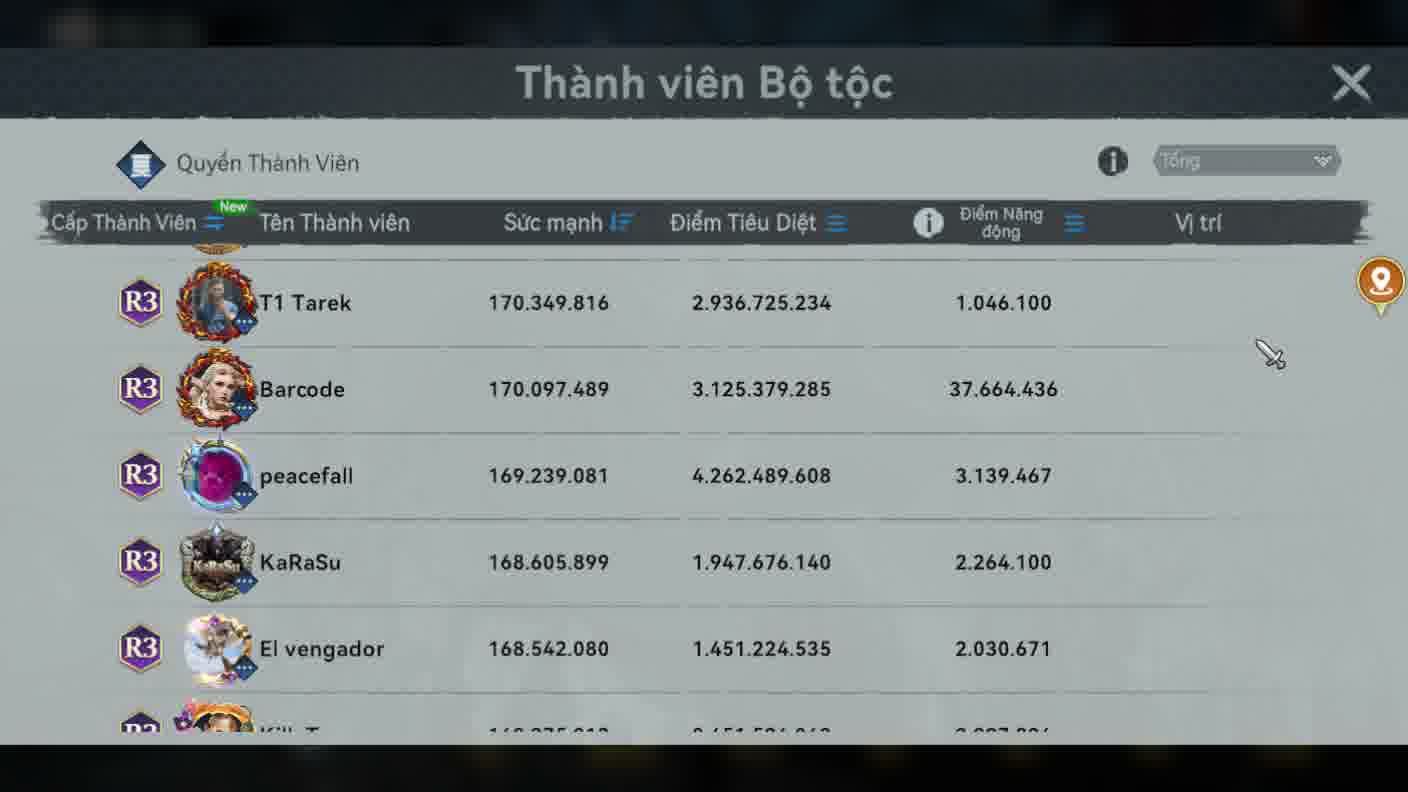 Thành viên Bộ tộc
Quyển Thành Viên
Tổng
New
Cấp Thành Viên Tên Thành viên Sức mạnh Điểm Tiêu Diệt Điểm Năng động Vị trí
R3 T1 Tarek 170.349.816 2.936.725.234 1.046.100
R3 Barcode 170.097.489 3.125.379.285 37.664.436
R3 peacefall 169.239.081 4.262.489.608 3.139.467
R3 KaRaSu 168.605.899 1.947.676.140 2.264.100
R3 El vengador 168.542.080 1.451.224.535 2.030.671